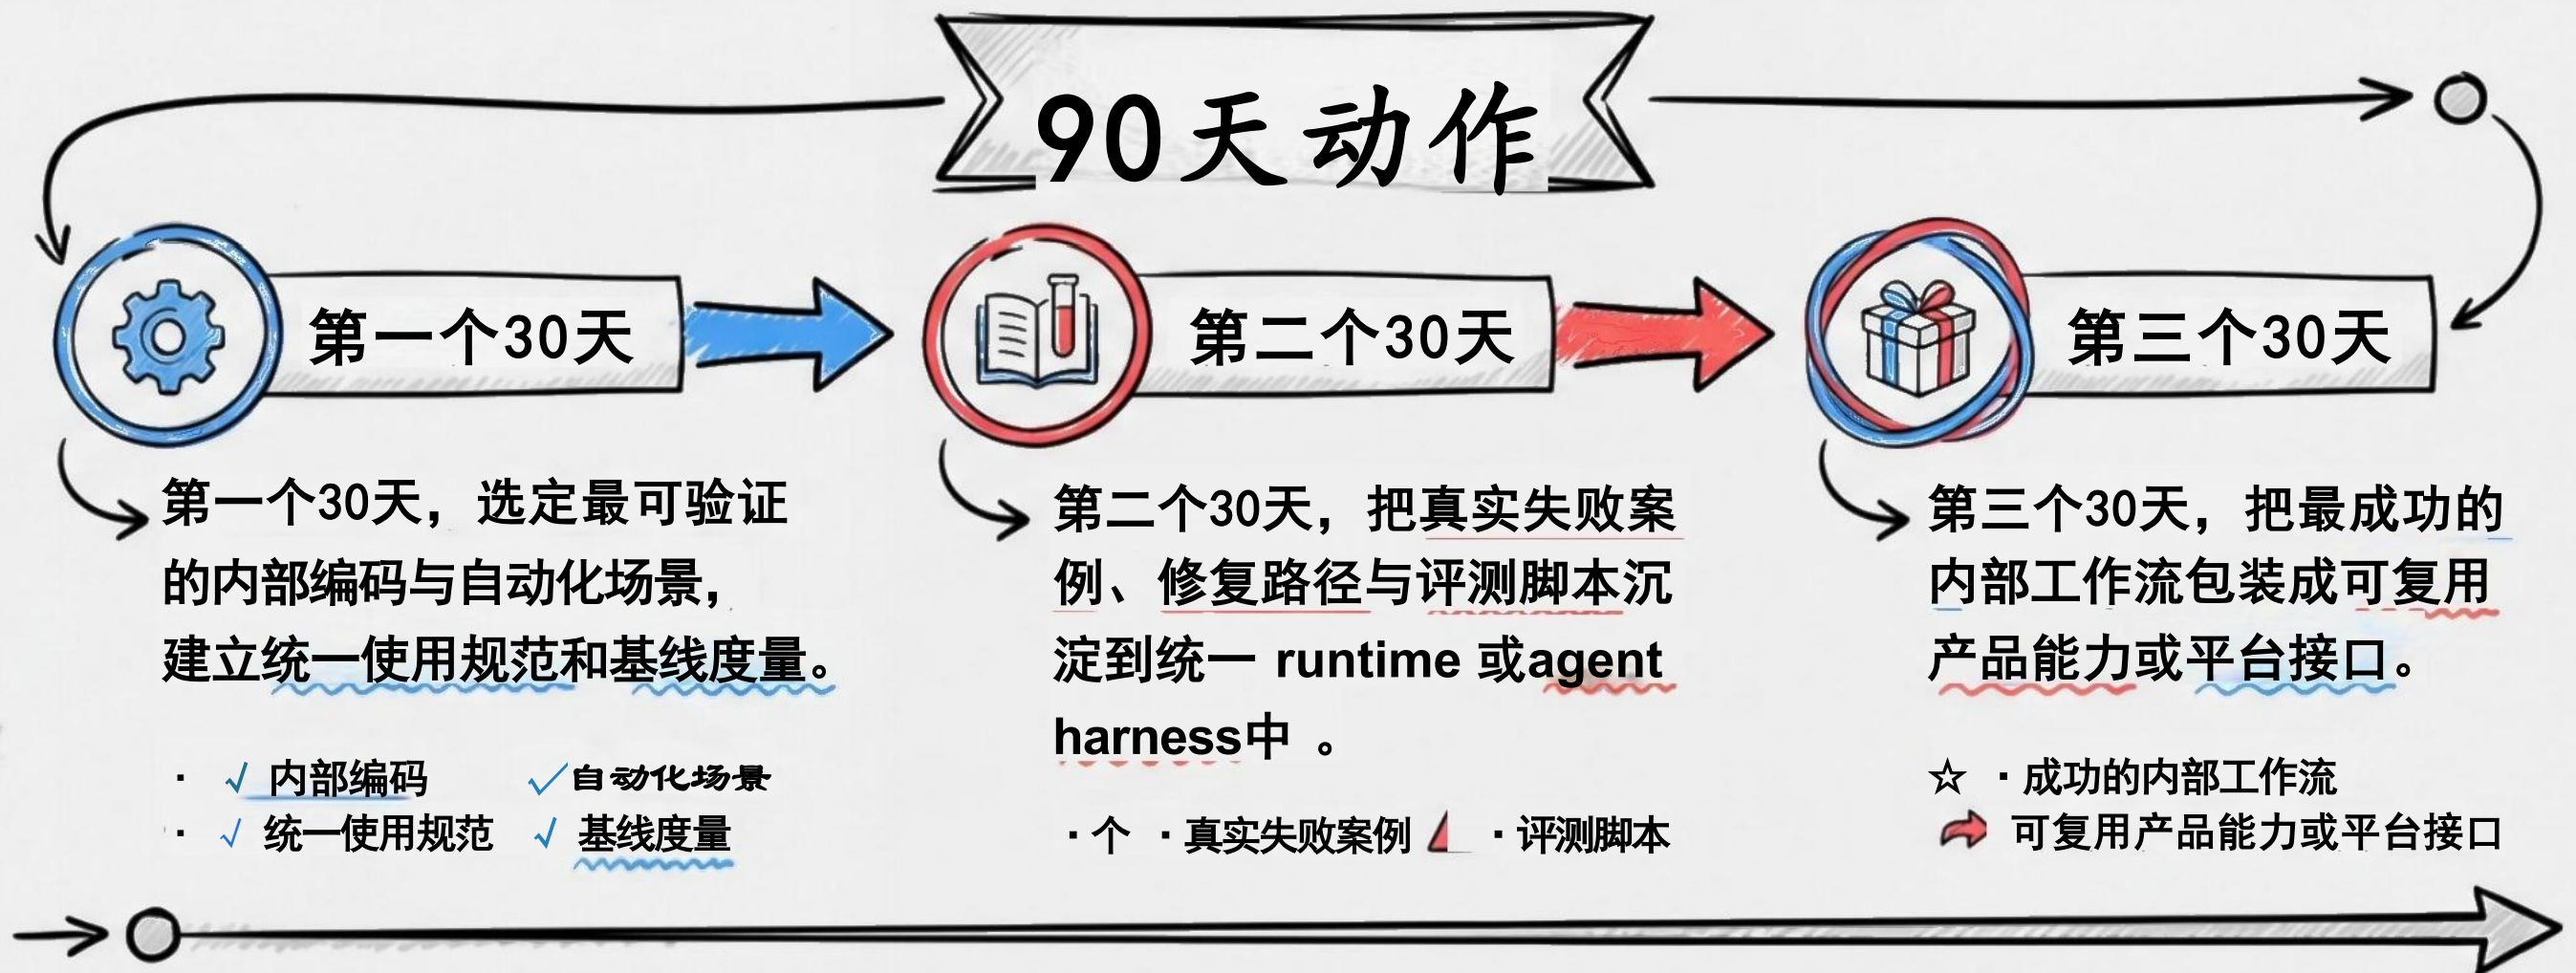 90天动作
第一个30天
第二个30天
第三个30天
第一个30天，选定最可验证
的内部编码与自动化场景，
建立统一使用规范和基线度量。
· √ 内部编码 ✓自动化场景
· √ 统一使用规范 √ 基线度量
第二个30天，把真实失败案
例、修复路径与评测脚本沉
淀到统一 runtime 或agent
harness中 。
· 个 · 真实失败案例 · 评测脚本
第三个30天，把最成功的
内部工作流包装成可复用
产品能力或平台接口。
☆ · 成功的内部工作流
可复用产品能力或平台接口